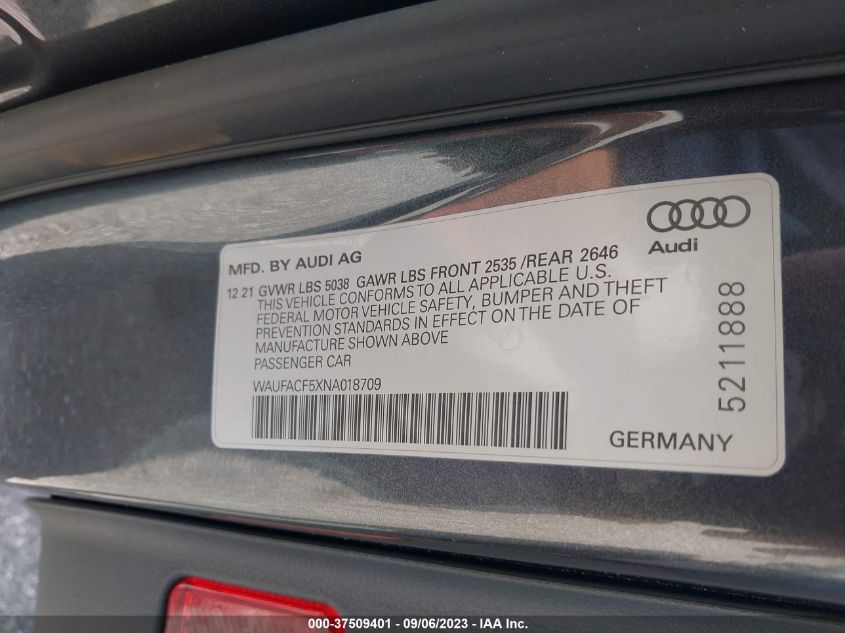 Audi
MFD. BY AUDI AG
12 21 GVWR LBS 5038 GAWR LBS FRONT 2535 /REAR 2646
THIS VEHICLE CONFORMS TO ALL APPLICABLE U.S.
FEDERAL MOTOR VEHICLE SAFETY, BUMPER AND THEFT
PREVENTION STANDARDS IN EFFECT ON THE DATE OF
MANUFACTURE SHOWN ABOVE
PASSENGER CAR
WAUFACF5XNA018709
GERMANY
5211888
000-37509401 - 09/06/2023 - IAA Inc.